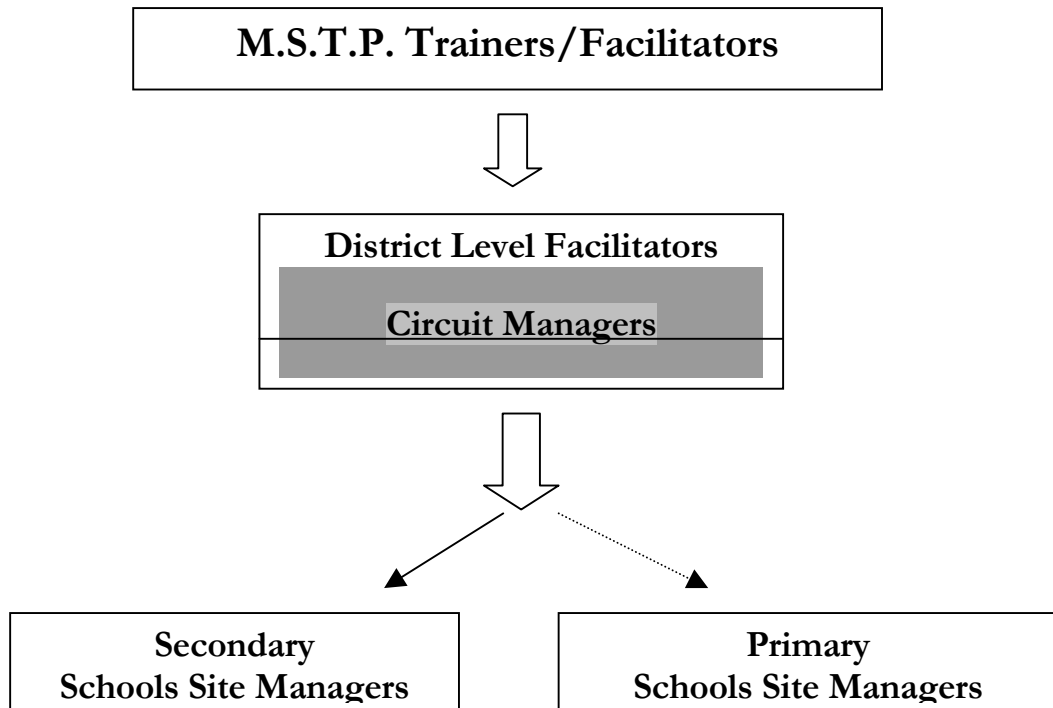 M.S.T.P. Trainers/Facilitators
District Level Facilitators
Circuit Managers
Secondary
Schools Site Managers
Primary
Schools Site Managers